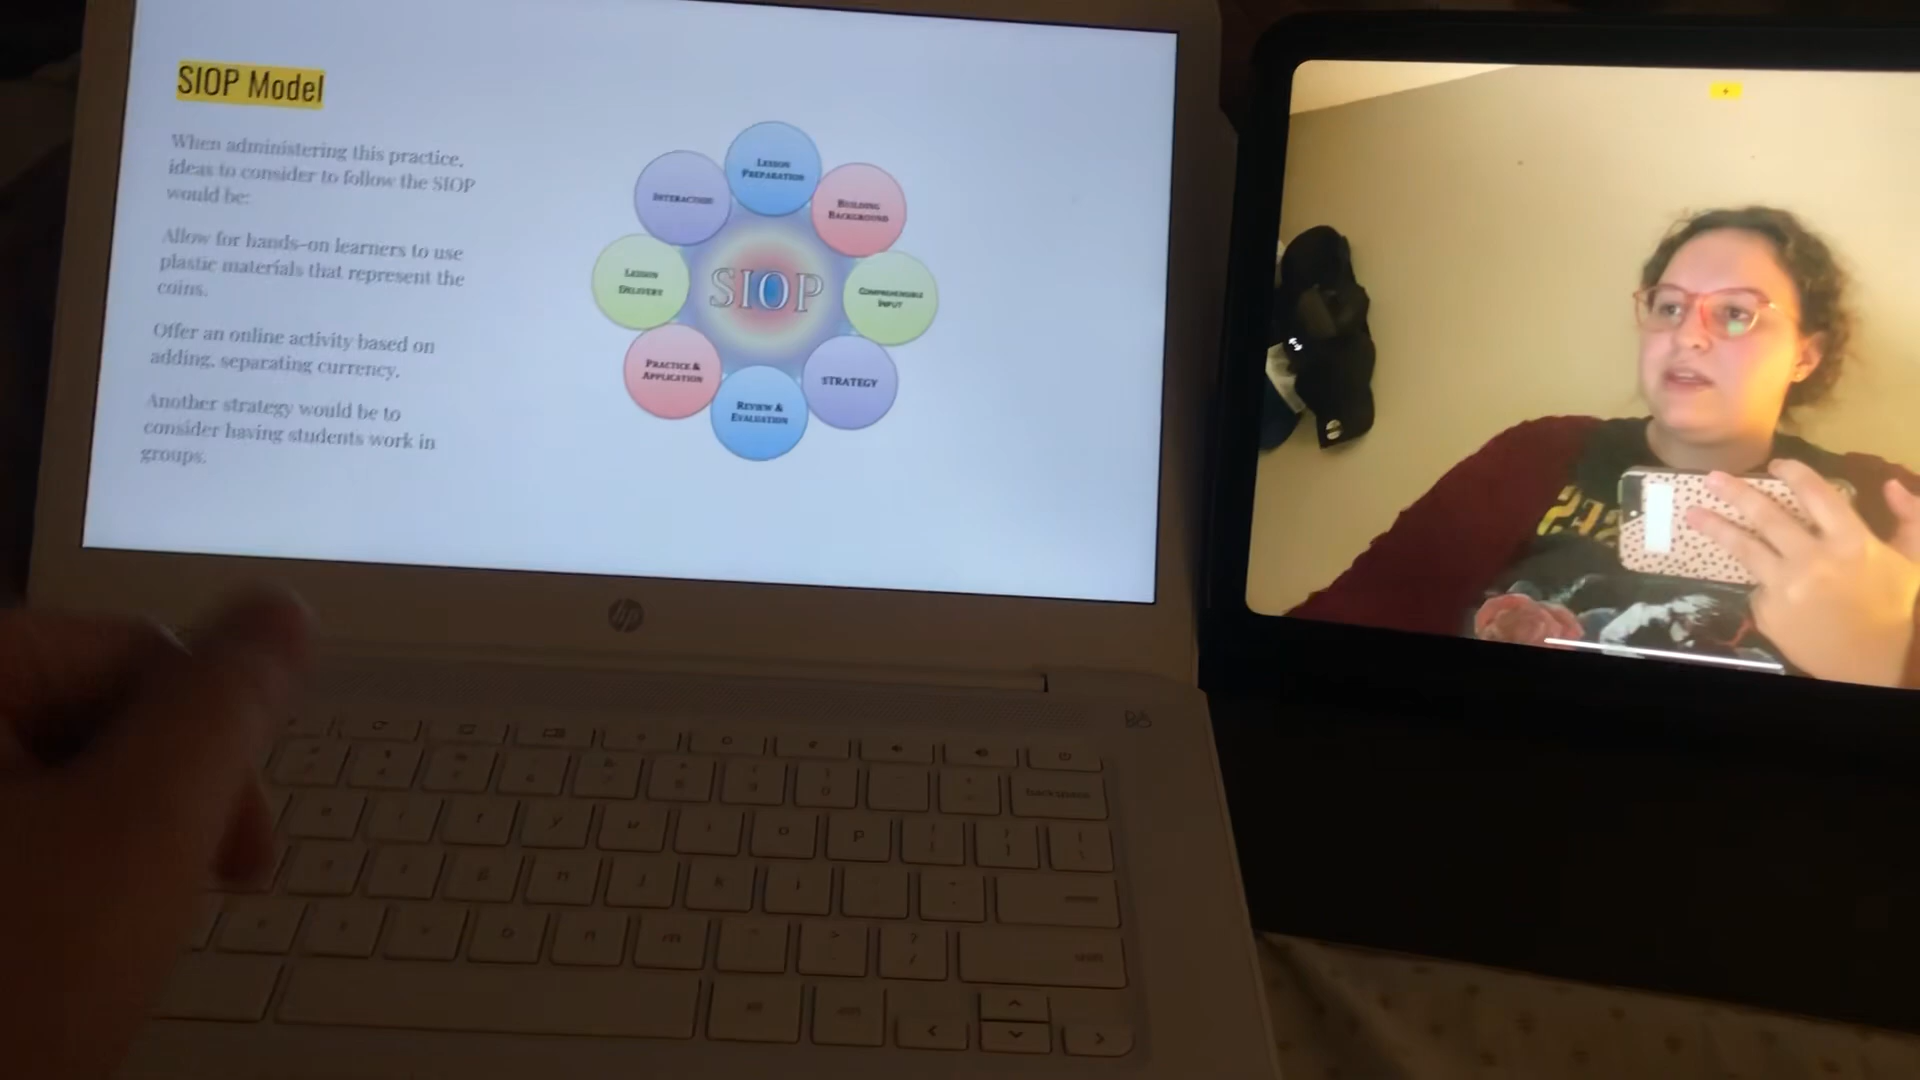 SIOP Model
When administering this practice,
ideas to consider to follow the SIOP
would be:
Allow for hands-on learners to use
plastic materials that represent the
coins.
Offer an online activity based on
adding, separating currency.
Another strategy would be to
consider having students work in
groups.
LESSON
PREPARATION
BUILDING
BACKGROUND
COMPREHENSIBLE
INPUT
STRATEGY
REVIEW &
EVALUATION
PRACTICE &
APPLICATION
LESSON
DELIVERY
INTERACTION
SIOP
hp
B&O
backspace
o
p